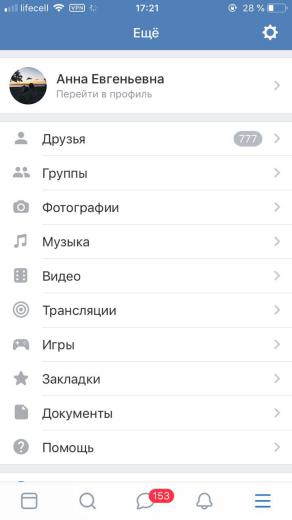 lifecell VPN 17:21 28 %
Ещё
Анна Евгеньевна
Перейти в профиль
Друзья 777
Группы
Фотографии
Музыка
Видео
Трансляции
Игры
Закладки
Документы
Помощь
153